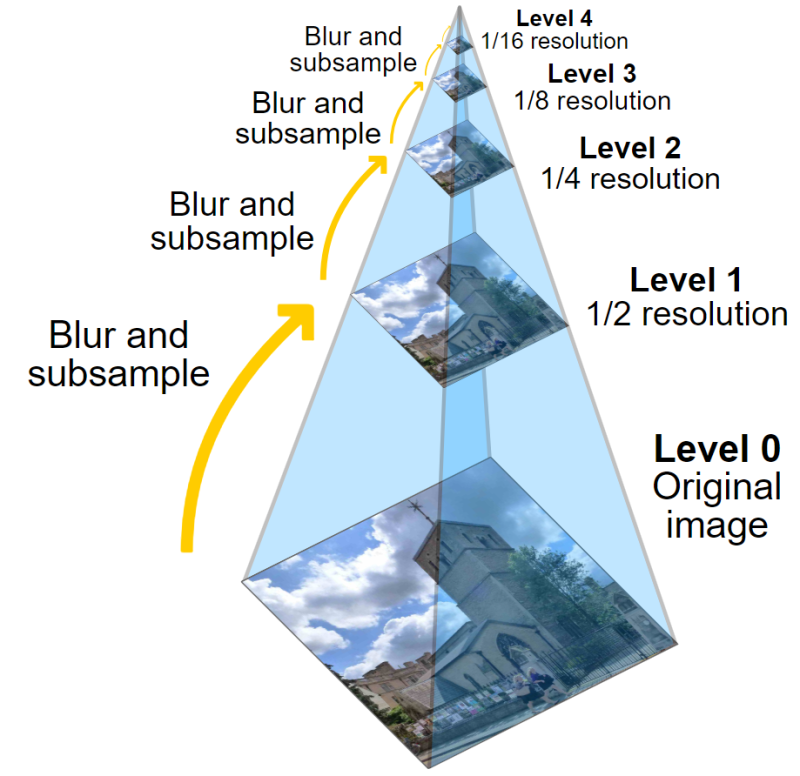 Level 4
1/16 resolution
Blur and
subsample
Level 3
1/8 resolution
Blur and
subsample
Level 2
1/4 resolution
Blur and
subsample
Level 1
1/2 resolution
Blur and
subsample
Level 0
Original
image